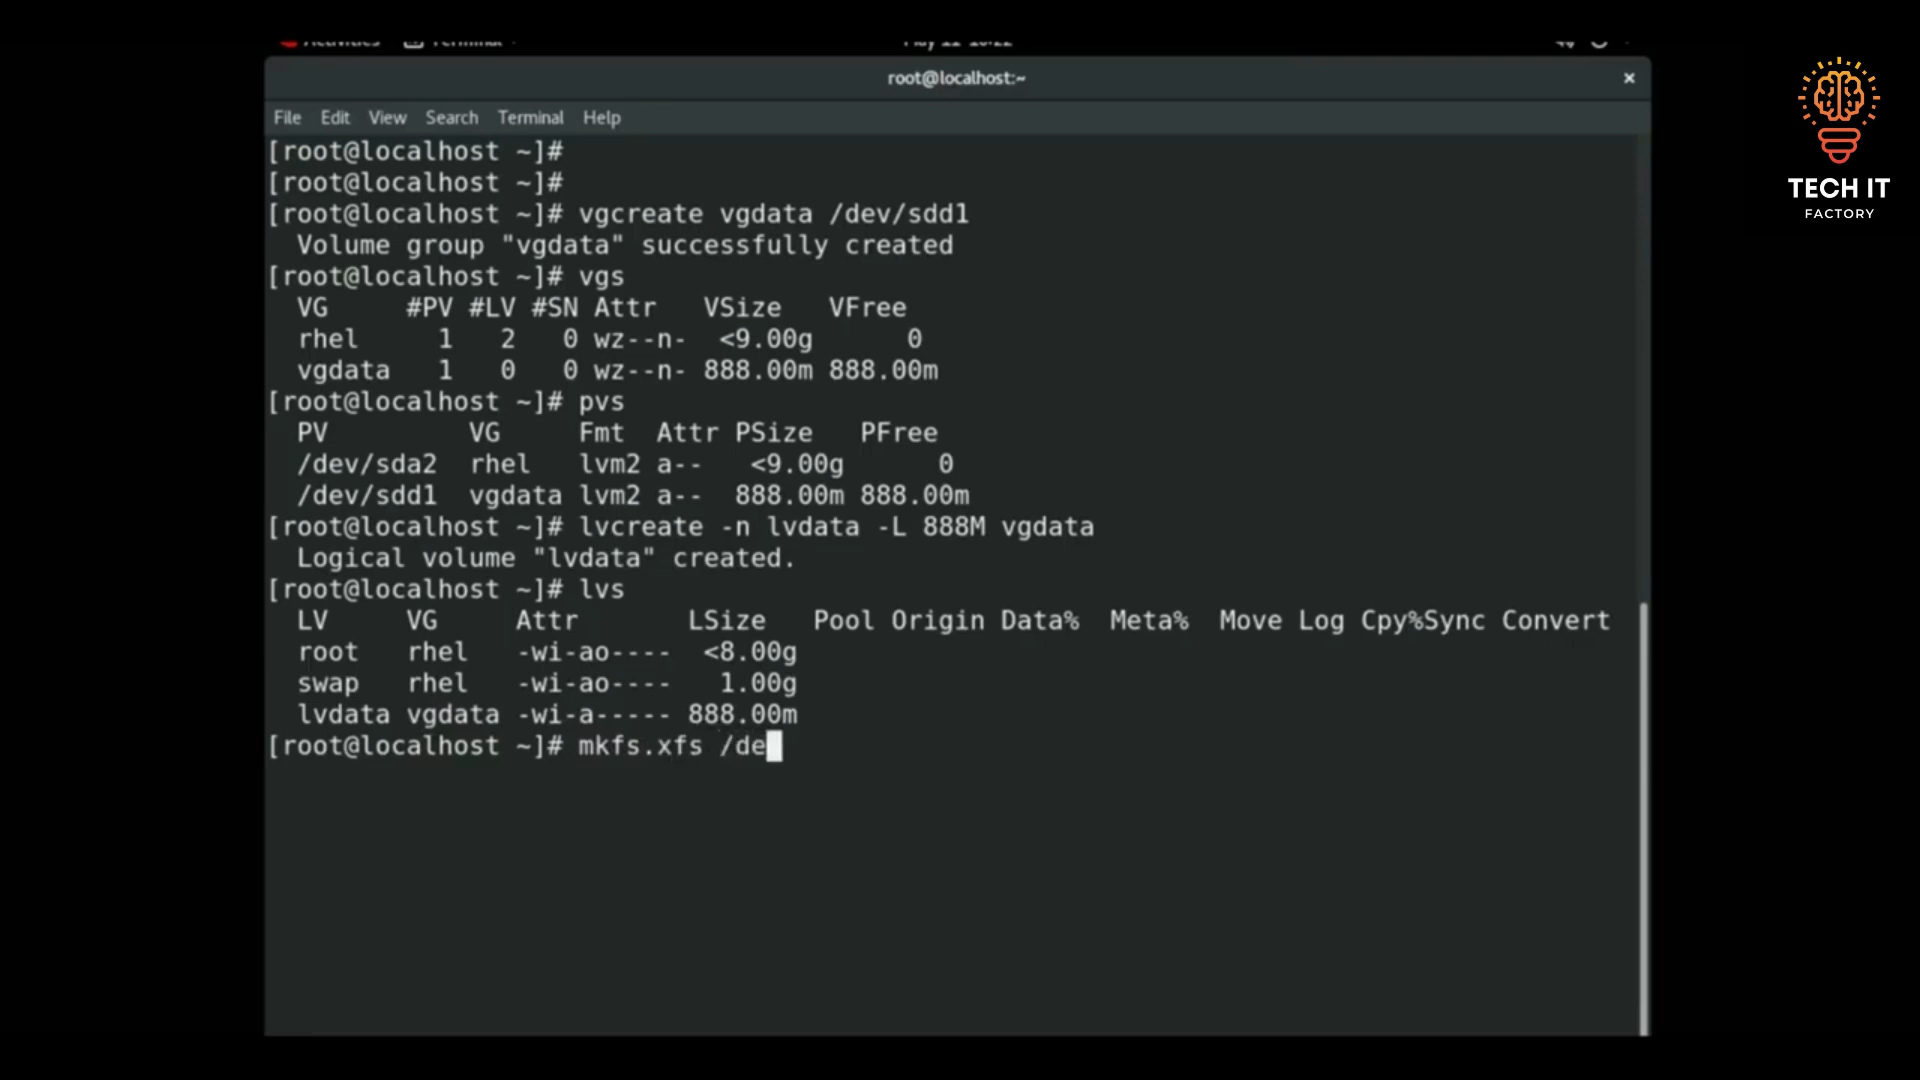 Activities Terminal
root@localhost:~ ×
File Edit View Search Terminal Help
[root@localhost ~]#
[root@localhost ~]#
[root@localhost ~]# vgcreate vgdata /dev/sdd1
Volume group "vgdata" successfully created
[root@localhost ~]# vgs
VG #PV #LV #SN Attr VSize VFree
rhel 1 2 0 wz--n- <9.00g 0
vgdata 1 0 0 wz--n- 888.00m 888.00m
[root@localhost ~]# pvs
PV VG Fmt Attr PSize PFree
/dev/sda2 rhel lvm2 a-- <9.00g 0
/dev/sdd1 vgdata lvm2 a-- 888.00m 888.00m
[root@localhost ~]# lvcreate -n lvdata -L 888M vgdata
Logical volume "lvdata" created.
[root@localhost ~]# lvs
LV VG Attr LSize Pool Origin Data% Meta% Move Log Cpy%Sync Convert
root rhel -wi-ao---- <8.00g
swap rhel -wi-ao---- 1.00g
lvdata vgdata -wi-a----- 888.00m
[root@localhost ~]# mkfs.xfs /de
TECH IT
FACTORY